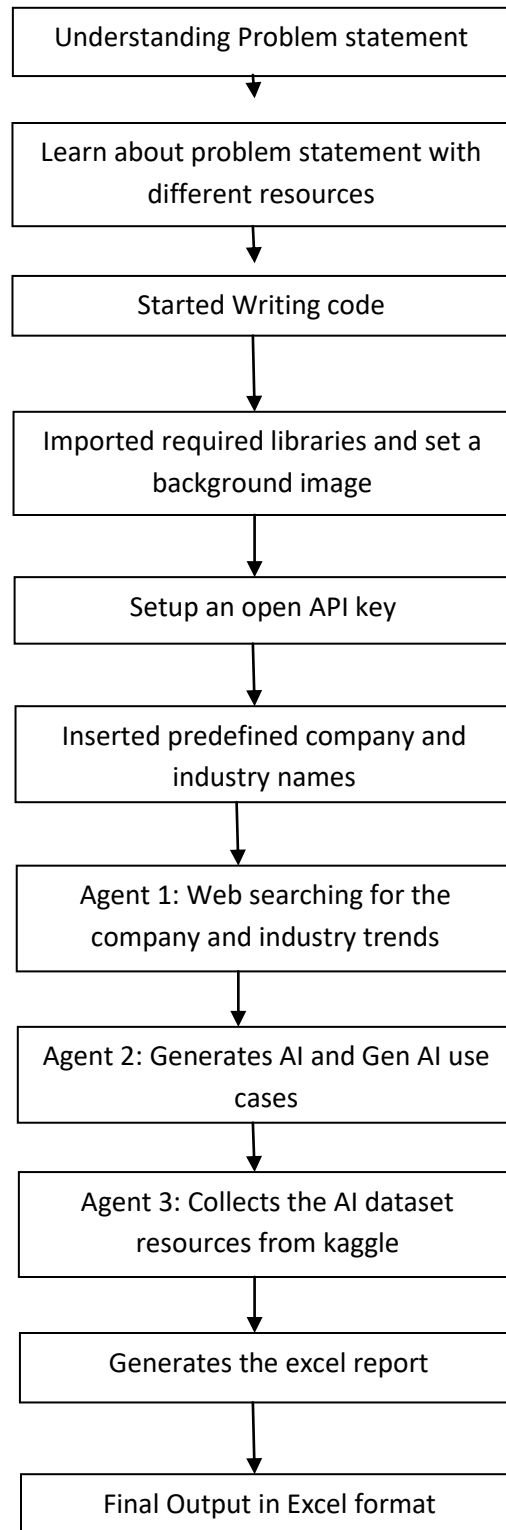 Understanding Problem statement
Learn about problem statement with
different resources
Started Writing code
Imported required libraries and set a
background image
Setup an open API key
Inserted predefined company and
industry names
Agent 1: Web searching for the
company and industry trends
Agent 2: Generates AI and Gen AI use
cases
Agent 3: Collects the AI dataset
resources from kaggle
Generates the excel report
Final Output in Excel format